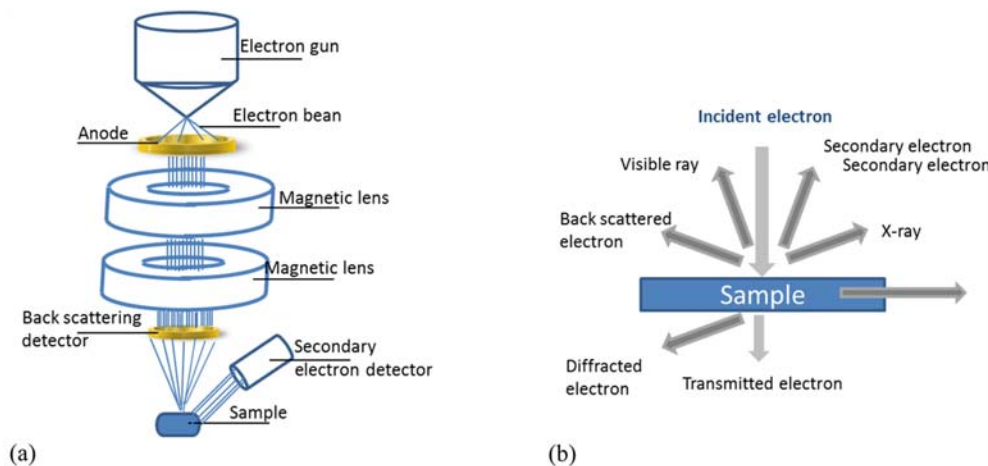 Electron gun
Electron bean
Anode
Magnetic lens
Magnetic lens
Back scattering
detector
Secondary
electron detector
Sample
(a)
Incident electron
Visible ray
Secondary electron
Secondary electron
Back scattered
electron
X-ray
Sample
Diffracted
electron
Transmitted electron
(b)